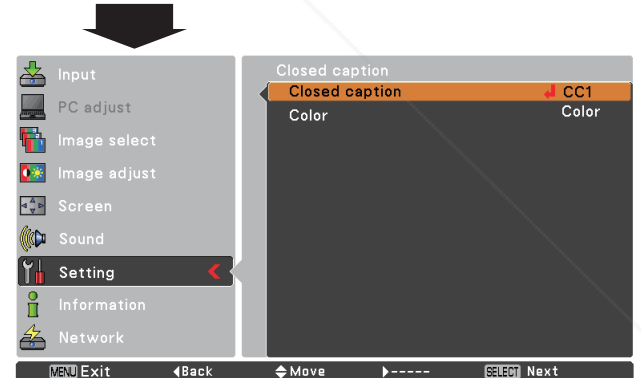 Input
PC adjust
Image select
Image adjust
Screen
Sound
Setting
Information
Network
Closed caption
Closed caption CC1
Color Color
MENU Exit Back Move ----- SELECT Next